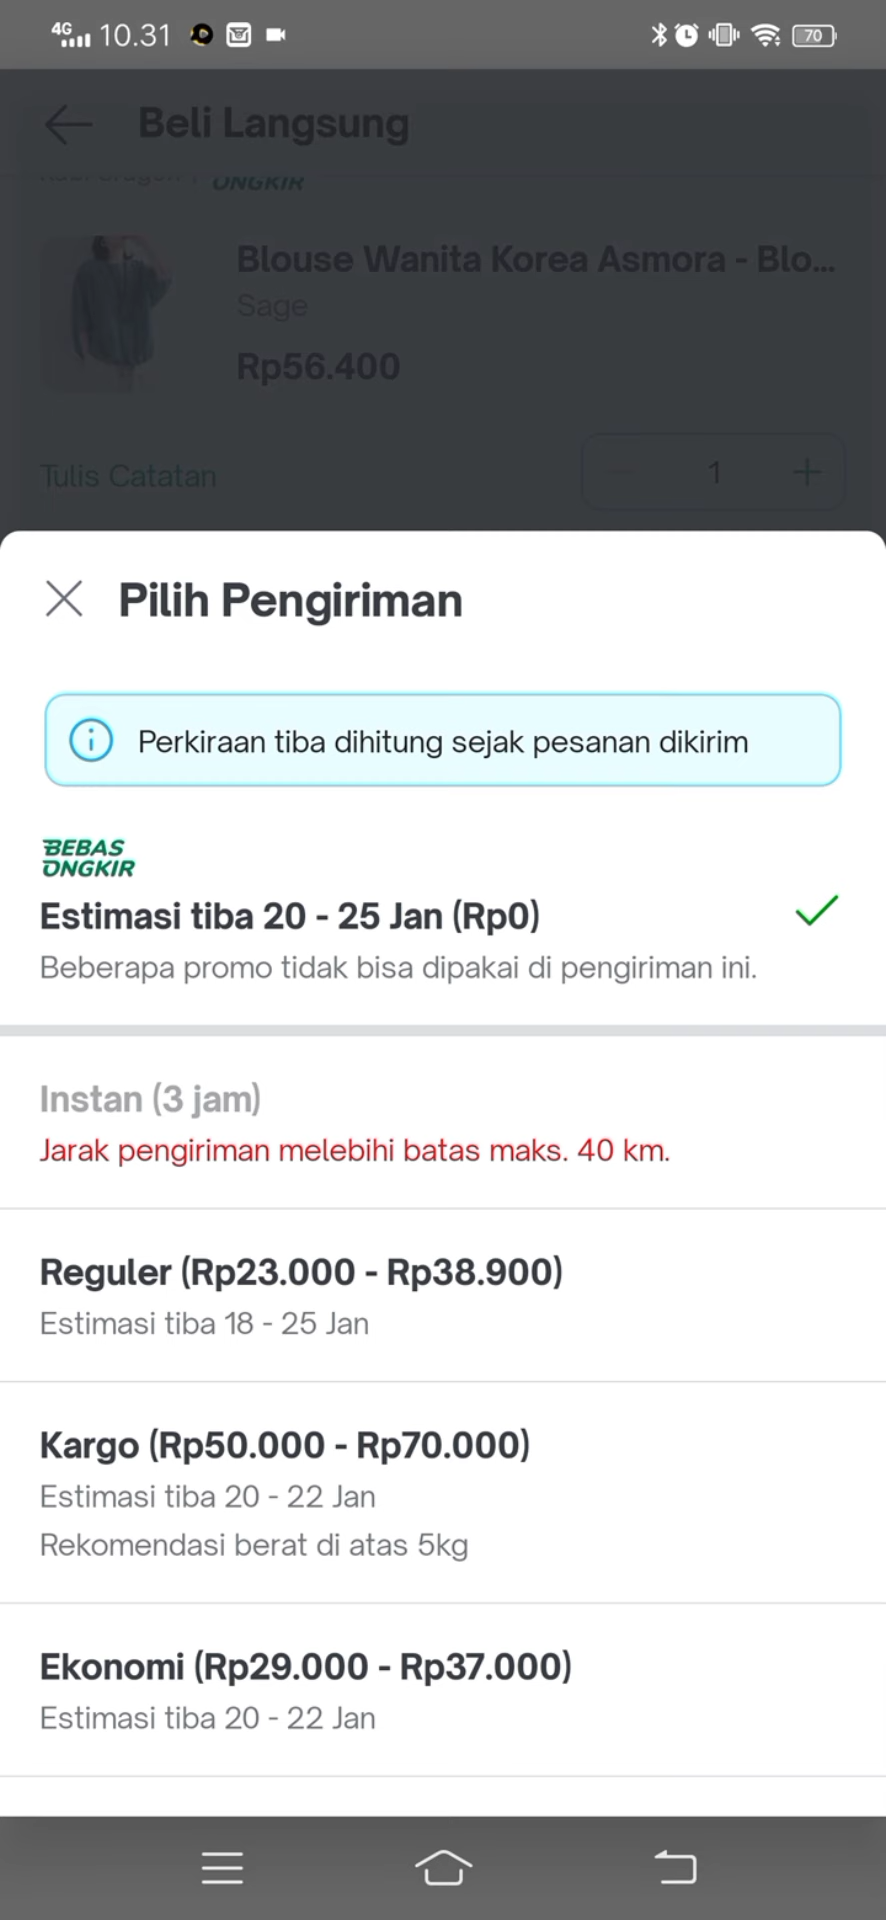 4G 10.31 70
Beli Langsung
ONGKIR
Blouse Wanita Korea Asmora - Blo...
Sage
Rp56.400
Tulis Catatan
1
Pilih Pengiriman
Perkiraan tiba dihitung sejak pesanan dikirim
BEBAS
ONGKIR
Estimasi tiba 20 - 25 Jan (Rp0)
Beberapa promo tidak bisa dipakai di pengiriman ini.
Instan (3 jam)
Jarak pengiriman melebihi batas maks. 40 km.
Reguler (Rp23.000 - Rp38.900)
Estimasi tiba 18 - 25 Jan
Kargo (Rp50.000 - Rp70.000)
Estimasi tiba 20 - 22 Jan
Rekomendasi berat di atas 5kg
Ekonomi (Rp29.000 - Rp37.000)
Estimasi tiba 20 - 22 Jan